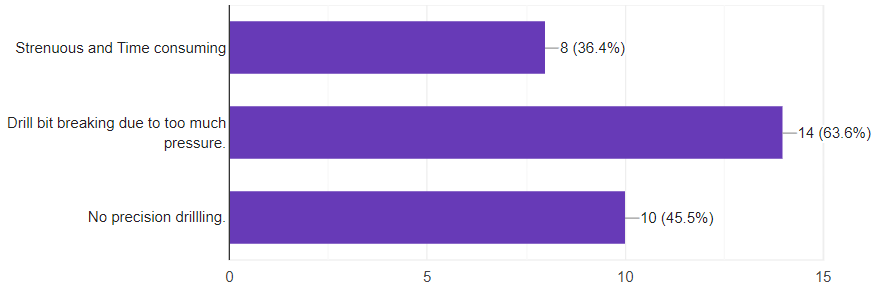 Strenuous and Time consuming
8 (36.4%)
Drill bit breaking due to too much
pressure.
14 (63.6%)
No precision drillling.
10 (45.5%)
0
5
10
15